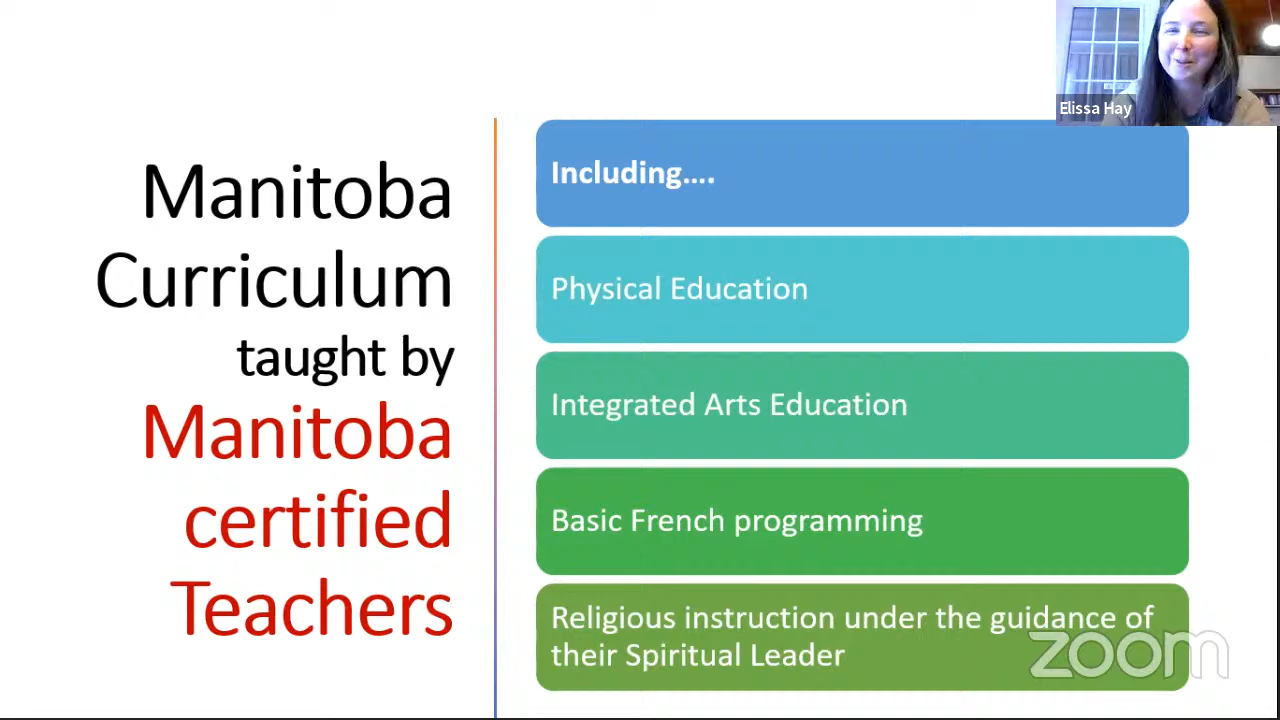 Elissa Hay
Manitoba
Curriculum
taught by
Manitoba
certified
Teachers
Including....
Physical Education
Integrated Arts Education
Basic French programming
Religious instruction under the guidance of
their Spiritual Leader
zoom